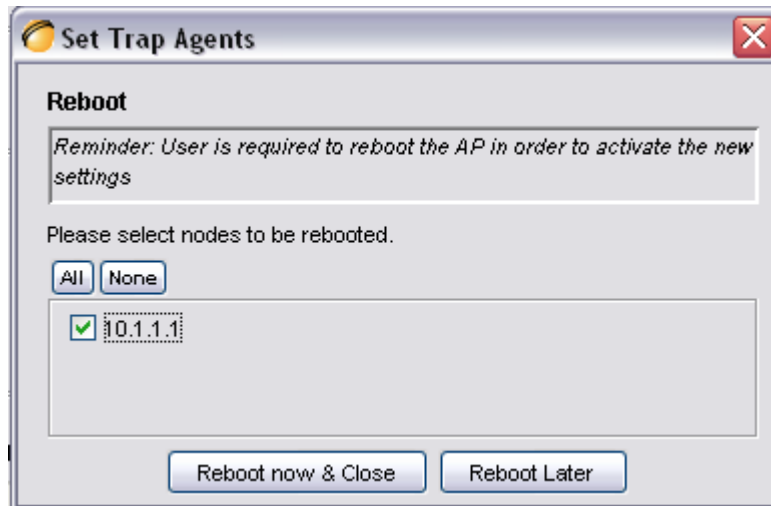 Set Trap Agents
Reboot
Reminder: User is required to reboot the AP in order to activate the new
settings
Please select nodes to be rebooted.
All None
10.1.1.1
Reboot now & Close Reboot Later